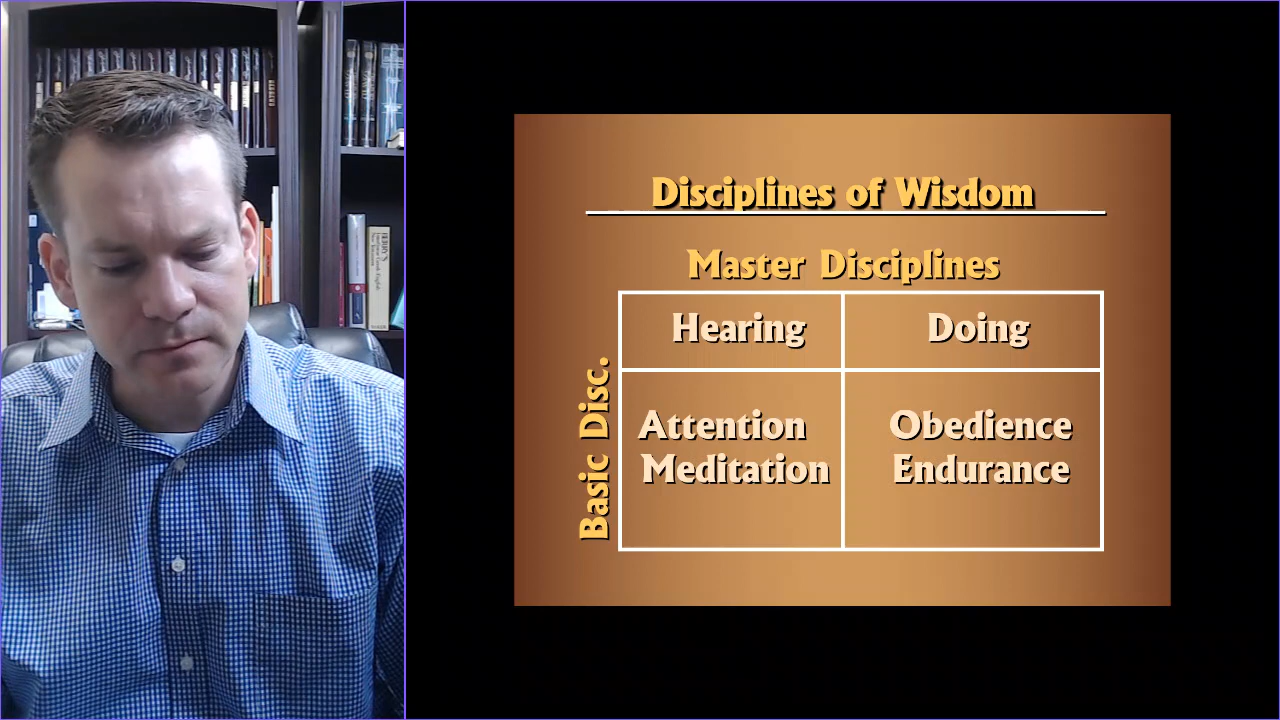 Disciplines of Wisdom
Master Disciplines
Hearing
Doing
Basic Disc.
Attention
Meditation
Obedience
Endurance